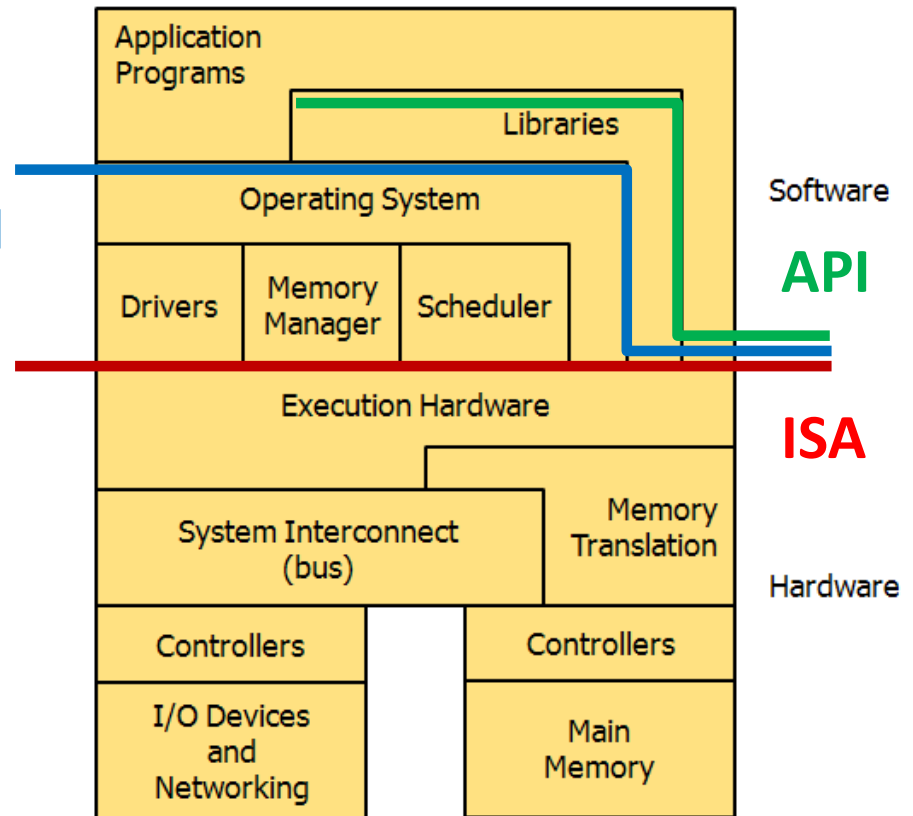 Application
Programs
Libraries
Software
Operating System
API
Drivers
Memory
Manager
Scheduler
Execution Hardware
ISA
System Interconnect
(bus)
Memory
Translation
Hardware
Controllers
Controllers
I/O Devices
and
Networking
Main
Memory